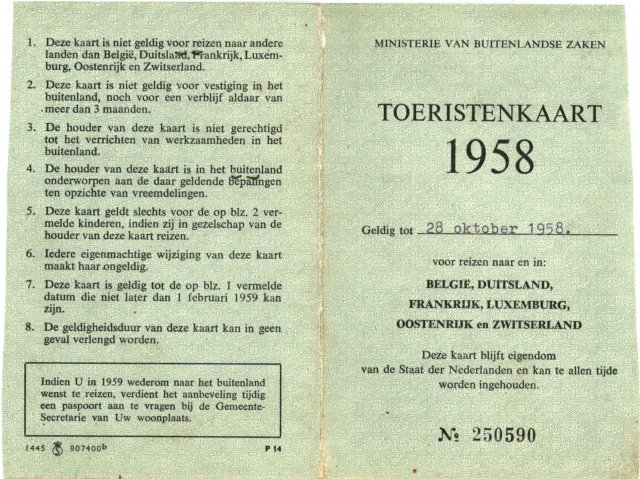 1. Deze kaart is niet geldig voor reizen naar andere
landen dan België, Duitsland, Frankrijk, Luxem-
burg, Oostenrijk en Zwitserland.
2. Deze kaart is niet geldig voor vestiging in het
buitenland, noch voor een verblijf aldaar van
meer dan 3 maanden.
3. De houder van deze kaart is niet gerechtigd
tot het verrichten van werkzaamheden in het
buitenland.
4. De houder van deze kaart is in het buitenland
onderworpen aan de daar geldende bepalingen
ten opzichte van vreemdelingen.
5. Deze kaart geldt slechts voor de op blz. 2 ver-
melde kinderen, indien zij in gezelschap van de
houder van deze kaart reizen.
6. Iedere eigenmachtige wijziging van deze kaart
maakt haar ongeldig.
7. Deze kaart is geldig tot de op blz. 1 vermelde
datum die niet later dan 1 februari 1959 kan
zijn.
8. De geldigheidsduur van deze kaart kan in geen
geval verlengd worden.
Indien U in 1959 wederom naar het buitenland
wenst te reizen, verdient het aanbeveling tijdig
een paspoort aan te vragen bij de Gemeente-
Secretarie van Uw woonplaats.
1445 807400b P 14
MINISTERIE VAN BUITENLANDSE ZAKEN
TOERISTENKAART
1958
Geldig tot 28 oktober 1958.
voor reizen naar en in:
BELGIE, DUITSLAND,
FRANKRIJK, LUXEMBURG,
OOSTENRIJK en ZWITSERLAND
Deze kaart blijft eigendom
van de Staat der Nederlanden en kan te allen tijde
worden ingehouden.
№ 250590